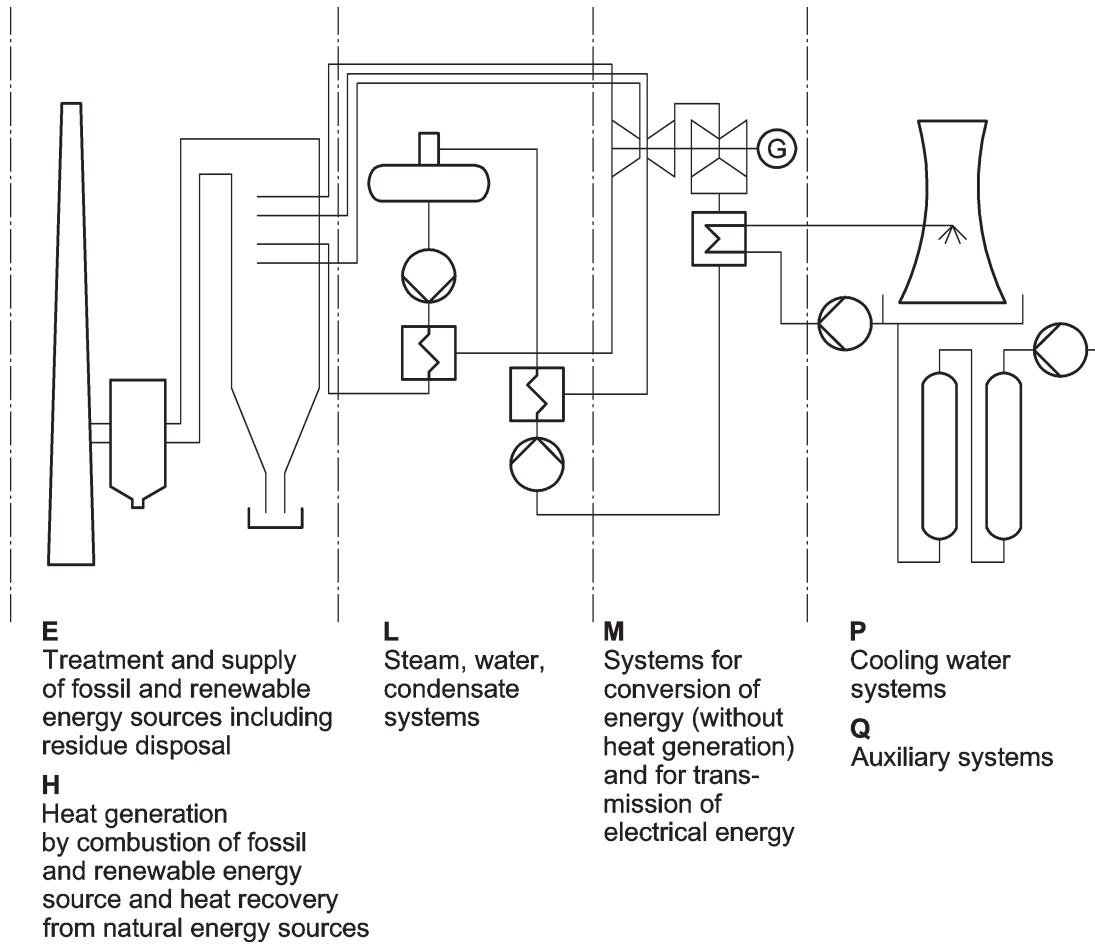 G
E
Treatment and supply
of fossil and renewable
energy sources including
residue disposal
H
Heat generation
by combustion of fossil
and renewable energy
source and heat recovery
from natural energy sources
L
Steam, water,
condensate
systems
M
Systems for
conversion of
energy (without
heat generation)
and for trans-
mission of
electrical energy
P
Cooling water
systems
Q
Auxiliary systems